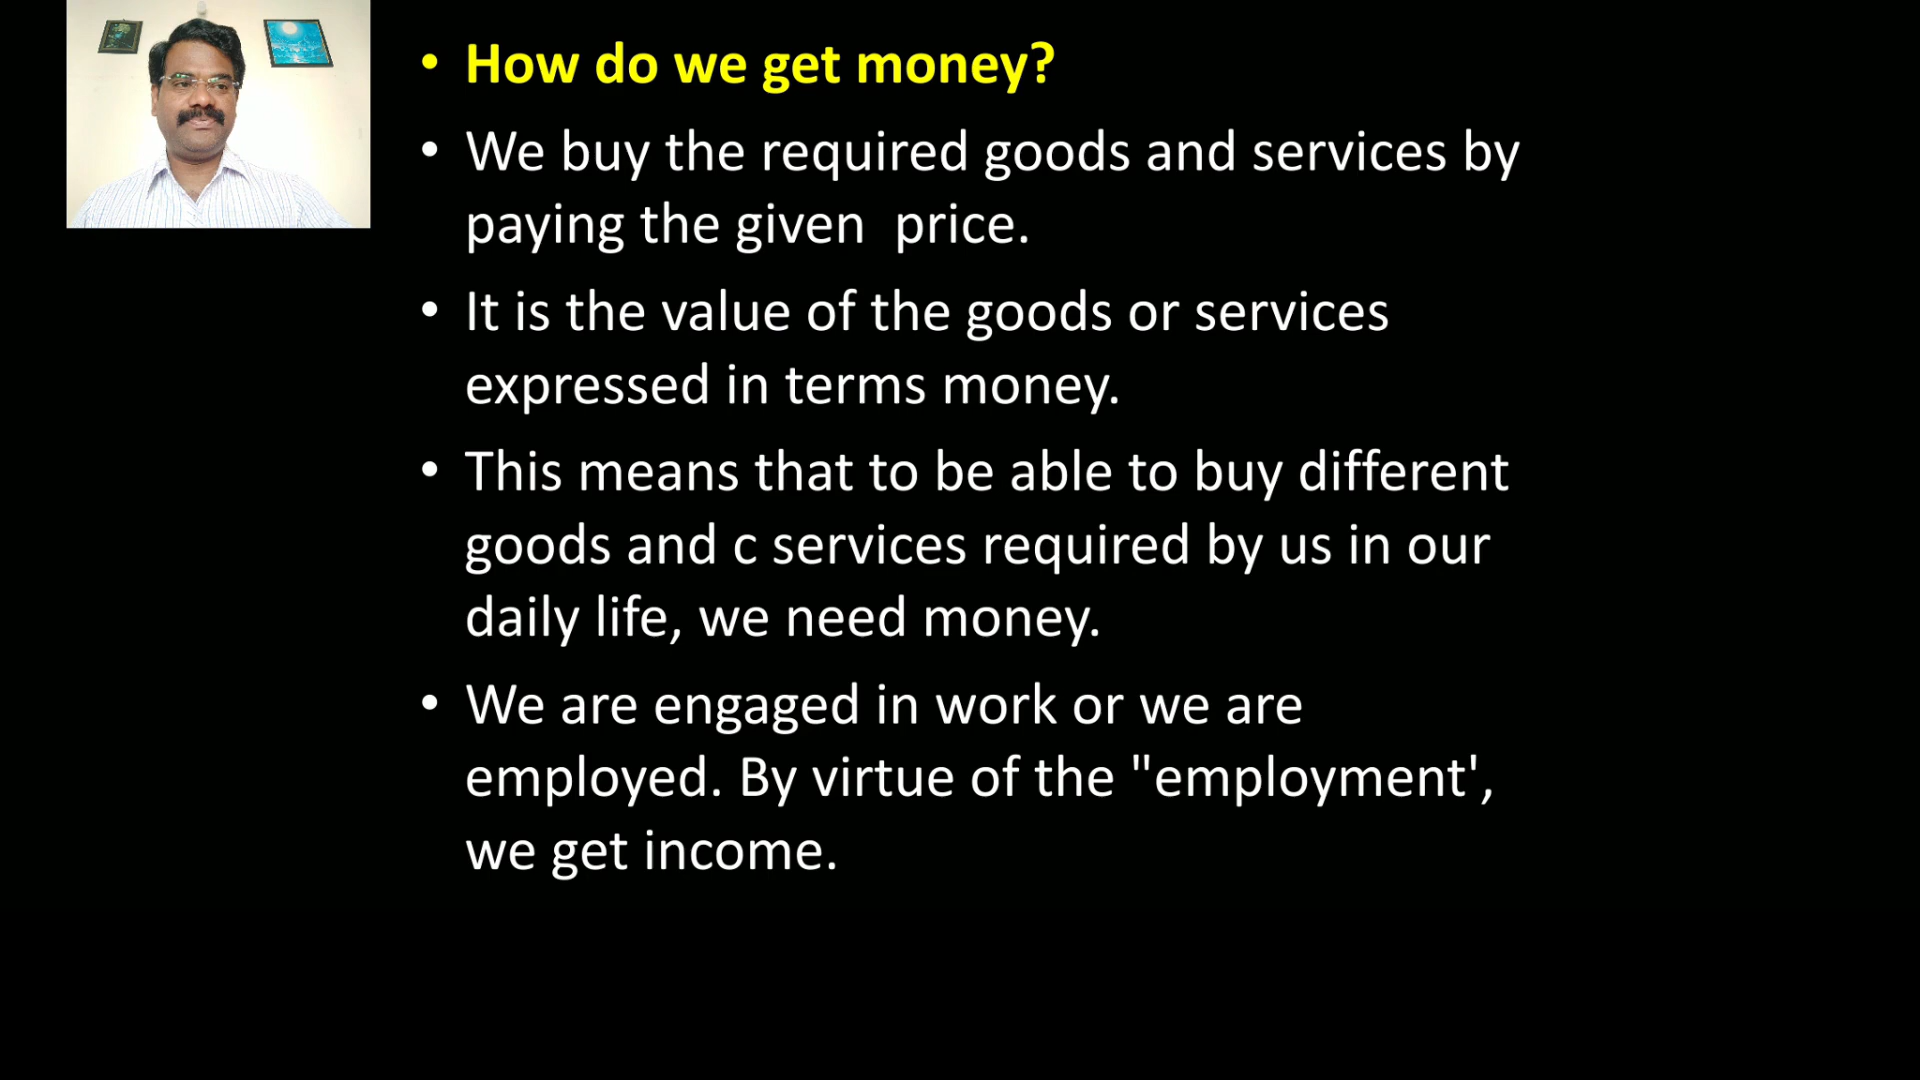 • How do we get money?
• We buy the required goods and services by
paying the given  price.
• It is the value of the goods or services
expressed in terms money.
• This means that to be able to buy different
goods and c services required by us in our
daily life, we need money.
• We are engaged in work or we are
employed. By virtue of the "employment',
we get income.